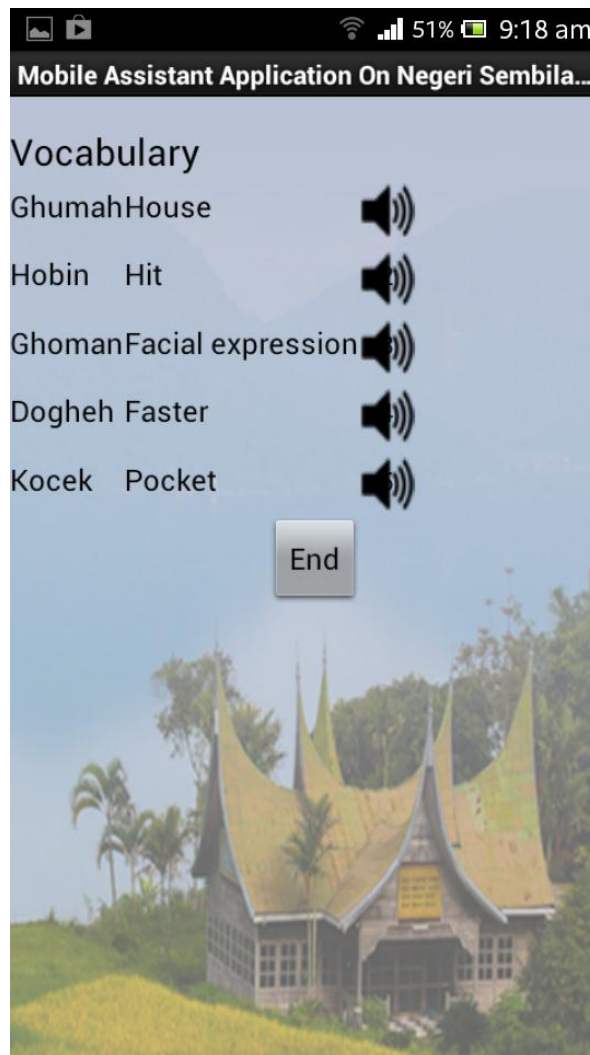 51% 9:18 am
Mobile Assistant Application On Negeri Sembila...
Vocabulary
Ghumah House
Hobin Hit
Ghoman Facial expression
Dogheh Faster
Kocek Pocket
End